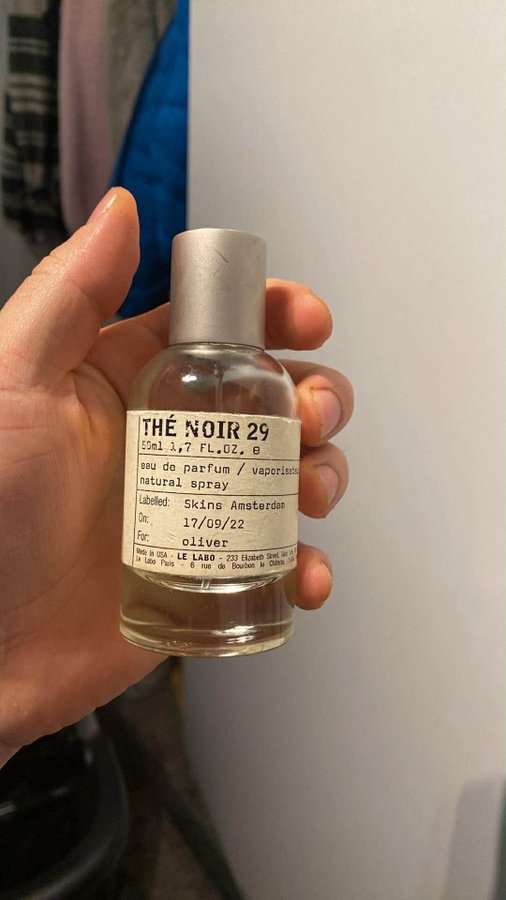 THÉ NOIR 29
50ml 1,7 FL.OZ. e
eau de parfum / vaporisateu
natural spray
Labelled: Skins Amsterdam
On: 17/09/22
For: oliver
Made in USA - LE LABO - 233 Elizabeth Street,
Le Labo Paris - 6 rue de Bourbon le Château,